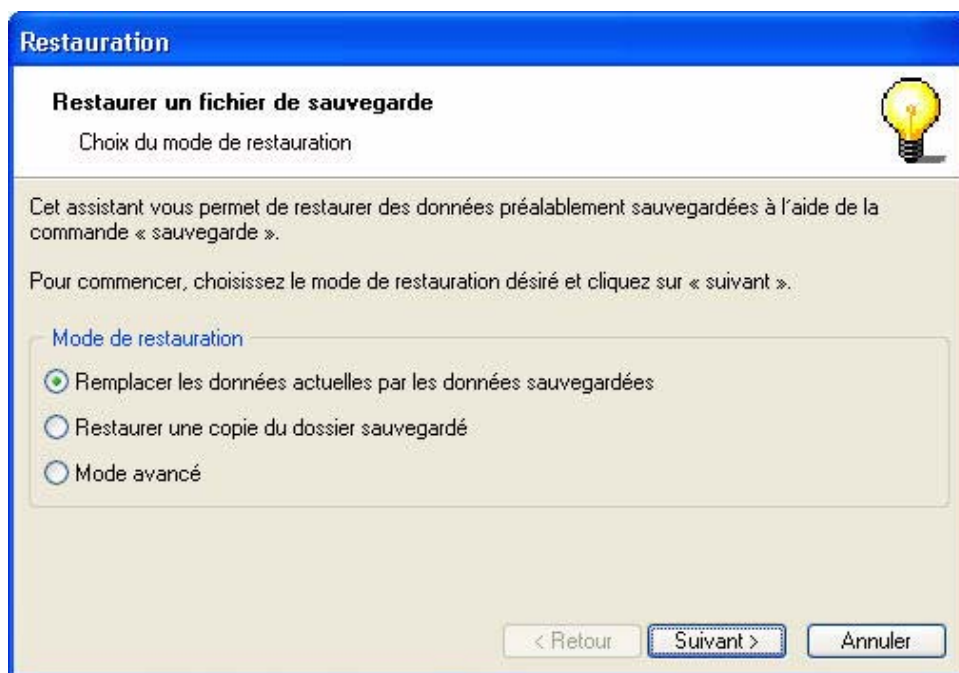 Restauration
Restaurer un fichier de sauvegarde
Choix du mode de restauration
Cet assistant vous permet de restaurer des données préalablement sauvegardées à l'aide de la
commande « sauvegarde ».
Pour commencer, choisissez le mode de restauration désiré et cliquez sur « suivant ».
Mode de restauration
Remplacer les données actuelles par les données sauvegardées
Restaurer une copie du dossier sauvegardé
Mode avancé
< Retour Suivant > Annuler